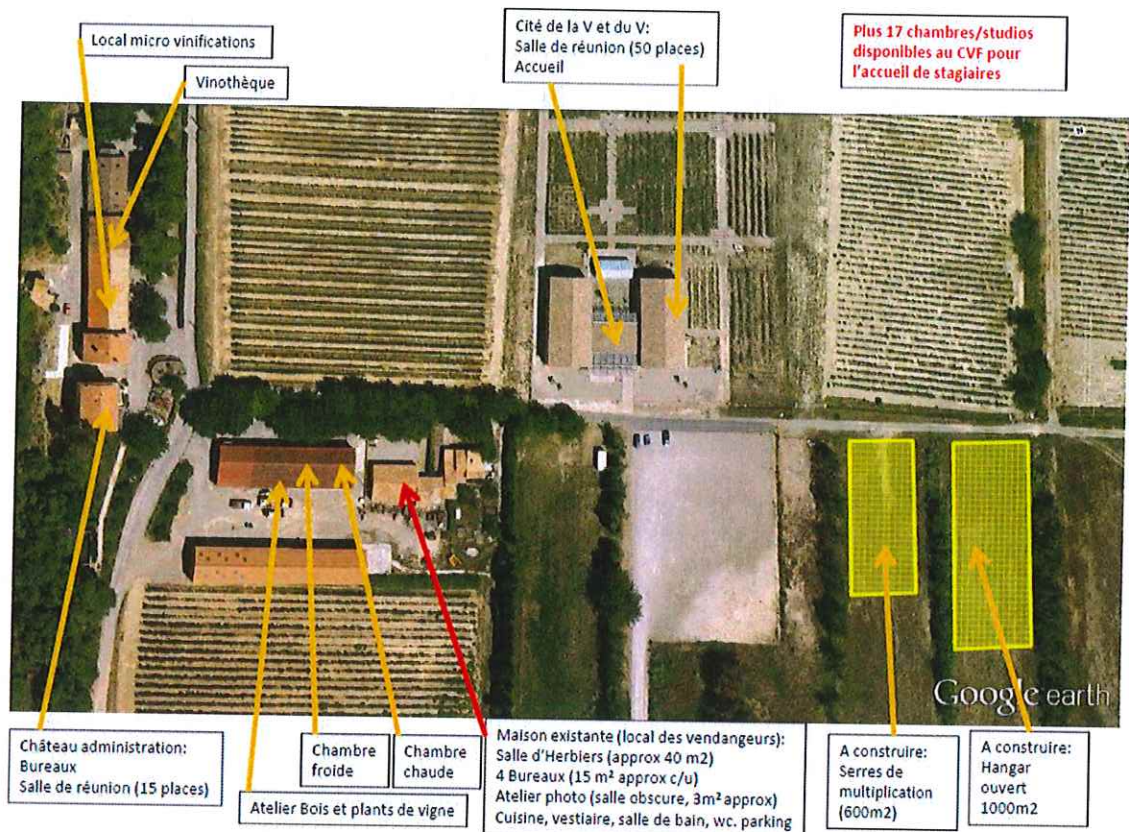 Local micro vinifications
Vinothèque
Cité de la V et du V:
Salle de réunion (50 places)
Accueil
Plus 17 chambres/studios
disponibles au CVF pour
l'accueil de stagiaires
Google earth
Château administration:
Bureaux
Salle de réunion (15 places)
Atelier Bois et plants de vigne
Chambre
froide
Chambre
chaude
Maison existante (local des vendangeurs):
Salle d'Herbiers (approx 40 m2)
4 Bureaux (15 m² approx c/u)
Atelier photo (salle obscure, 3m² approx)
Cuisine, vestiaire, salle de bain, wc. parking
A construire:
Serres de
multiplication
(600m2)
A construire:
Hangar
ouvert
1000m2